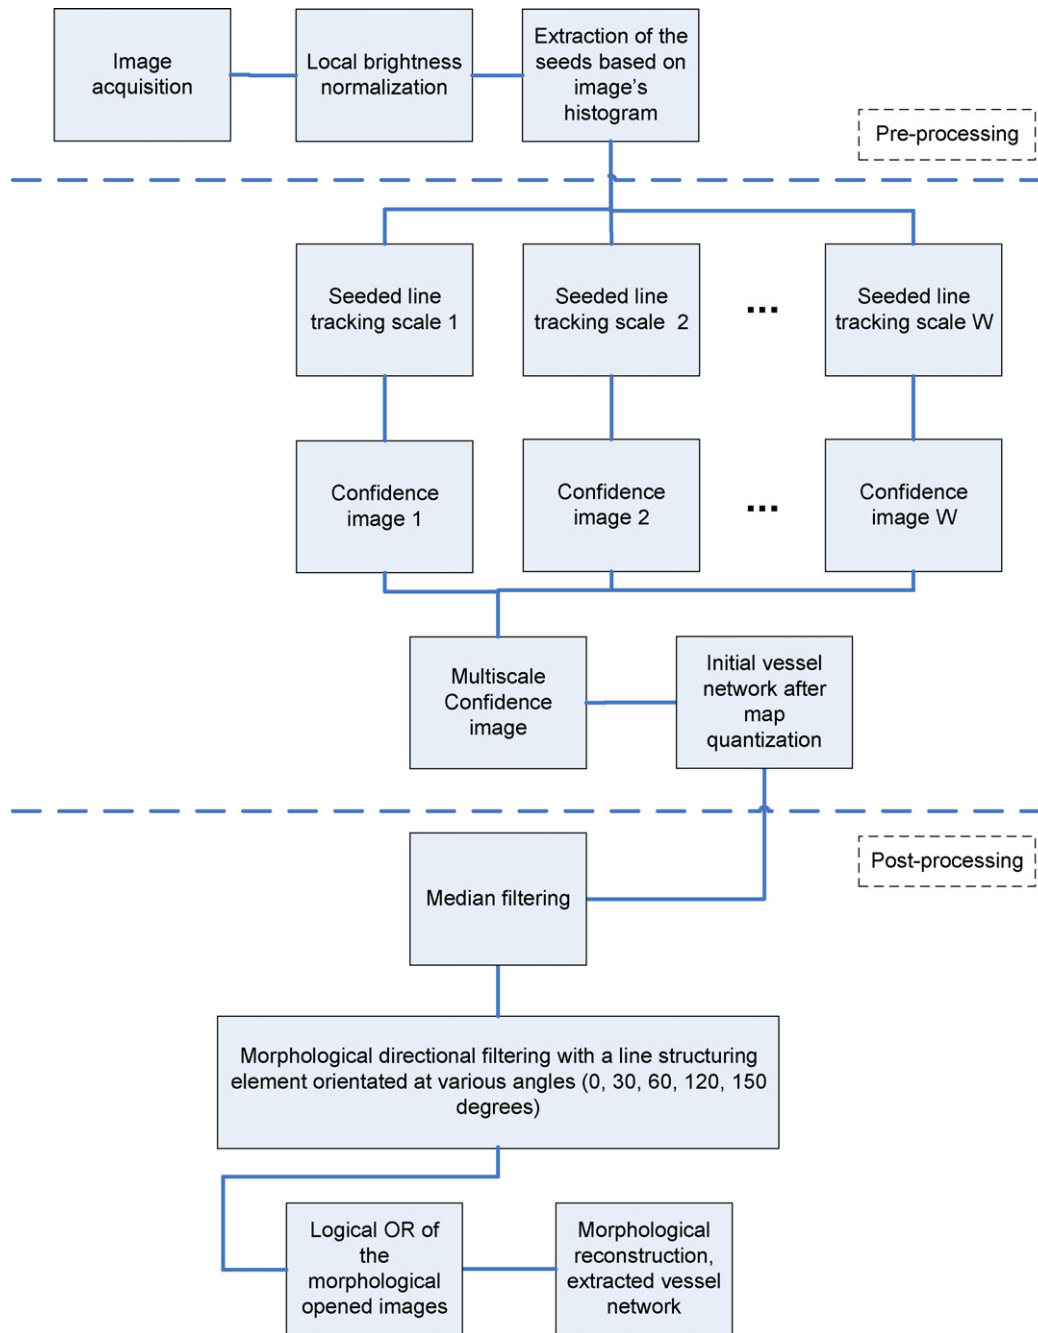 Image
acquisition
Local brightness
normalization
Extraction of the
seeds based on
image's
histogram
Pre-processing
Seeded line
tracking scale 1
Seeded line
tracking scale 2
...
Seeded line
tracking scale W
Confidence
image 1
Confidence
image 2
...
Confidence
image W
Multiscale
Confidence
image
Initial vessel
network after
map
quantization
Post-processing
Median filtering
Morphological directional filtering with a line structuring
element orientated at various angles (0, 30, 60, 120, 150
degrees)
Logical OR of
the
morphological
opened images
Morphological
reconstruction,
extracted vessel
network